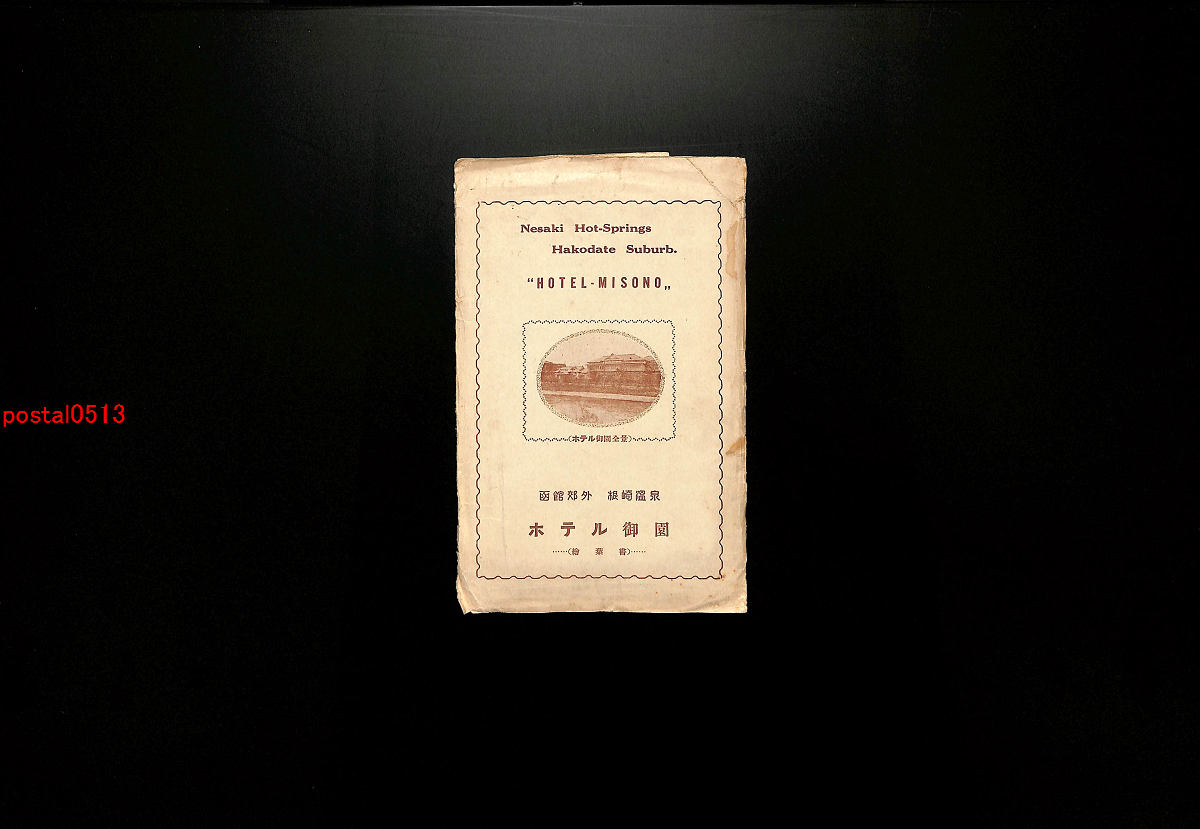 Nesaki Hot-Springs
Hakodate Suburb.
“HOTEL-MISONO„
(ホテル御園全景)
函館郊外 根崎温泉
ホテル御園
……(繪葉書)……
postal0513